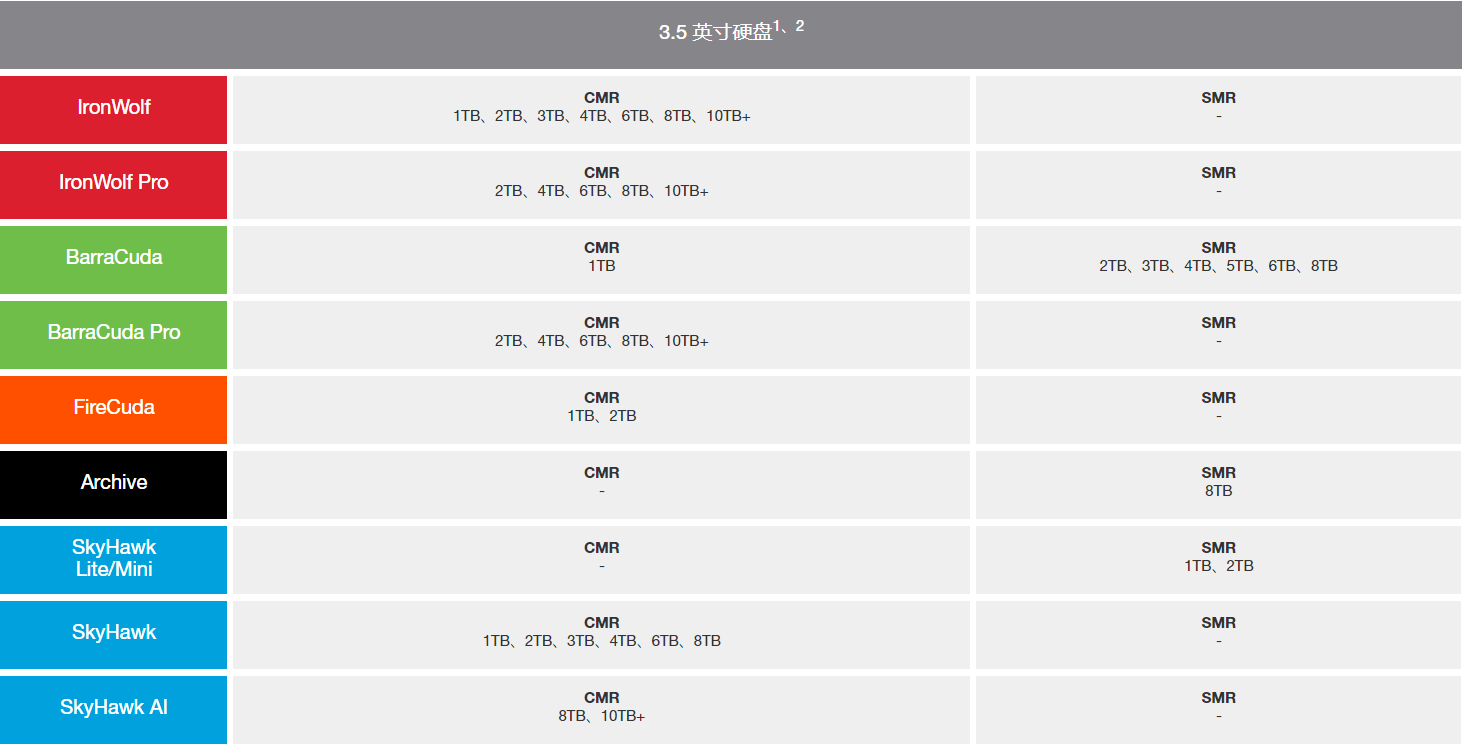 3.5 英寸硬盘1、2
IronWolf
CMR
1TB、2TB、3TB、4TB、6TB、8TB、10TB+
SMR
-
IronWolf Pro
CMR
2TB、4TB、6TB、8TB、10TB+
SMR
-
BarraCuda
CMR
1TB
SMR
2TB、3TB、4TB、5TB、6TB、8TB
BarraCuda Pro
CMR
2TB、4TB、6TB、8TB、10TB+
SMR
-
FireCuda
CMR
1TB、2TB
SMR
-
Archive
CMR
-
SMR
8TB
SkyHawk
Lite/Mini
CMR
-
SMR
1TB、2TB
SkyHawk
CMR
1TB、2TB、3TB、4TB、6TB、8TB
SMR
-
SkyHawk AI
CMR
8TB、10TB+
SMR
-